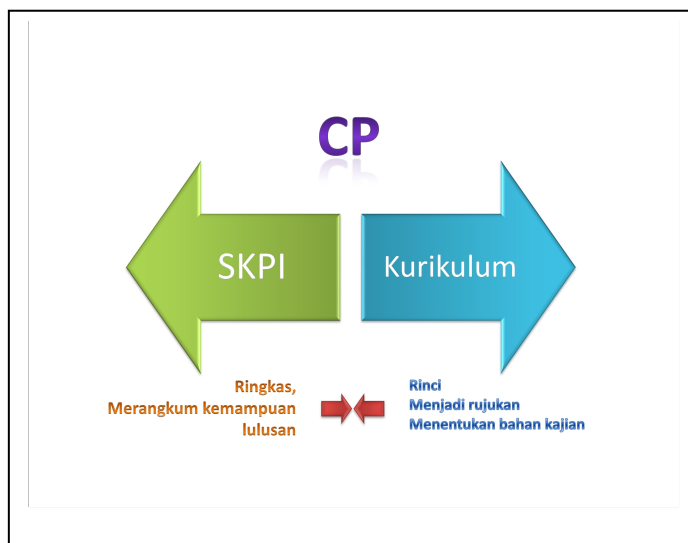 CP
SKPI
Kurikulum
Ringkas,
Merangkum kemampuan
lulusan
Rinci
Menjadi rujukan
Menentukan bahan kajian